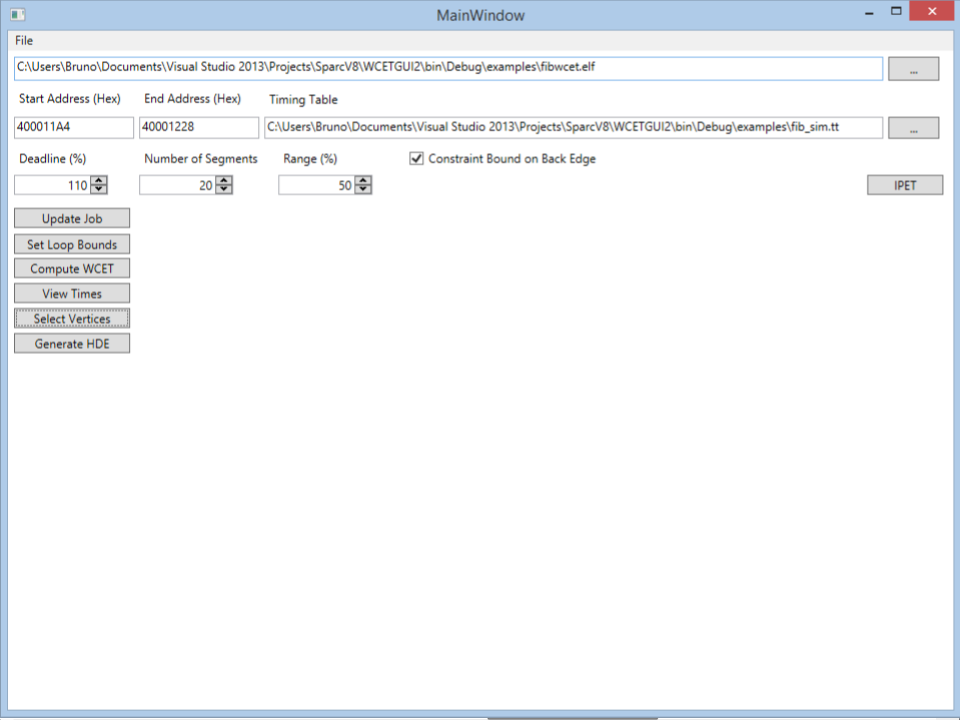 MainWindow
File
C:\Users\Bruno\Documents\Visual Studio 2013\Projects\SparcV8\WCETGUI2\bin\Debug\examples\fibwcet.elf ...
Start Address (Hex) End Address (Hex) Timing Table
400011A4 40001228 C:\Users\Bruno\Documents\Visual Studio 2013\Projects\SparcV8\WCETGUI2\bin\Debug\examples\fib_sim.tt ...
Deadline (%) Number of Segments Range (%) Constraint Bound on Back Edge
110 20 50 IPET
Update Job
Set Loop Bounds
Compute WCET
View Times
Select Vertices
Generate HDE